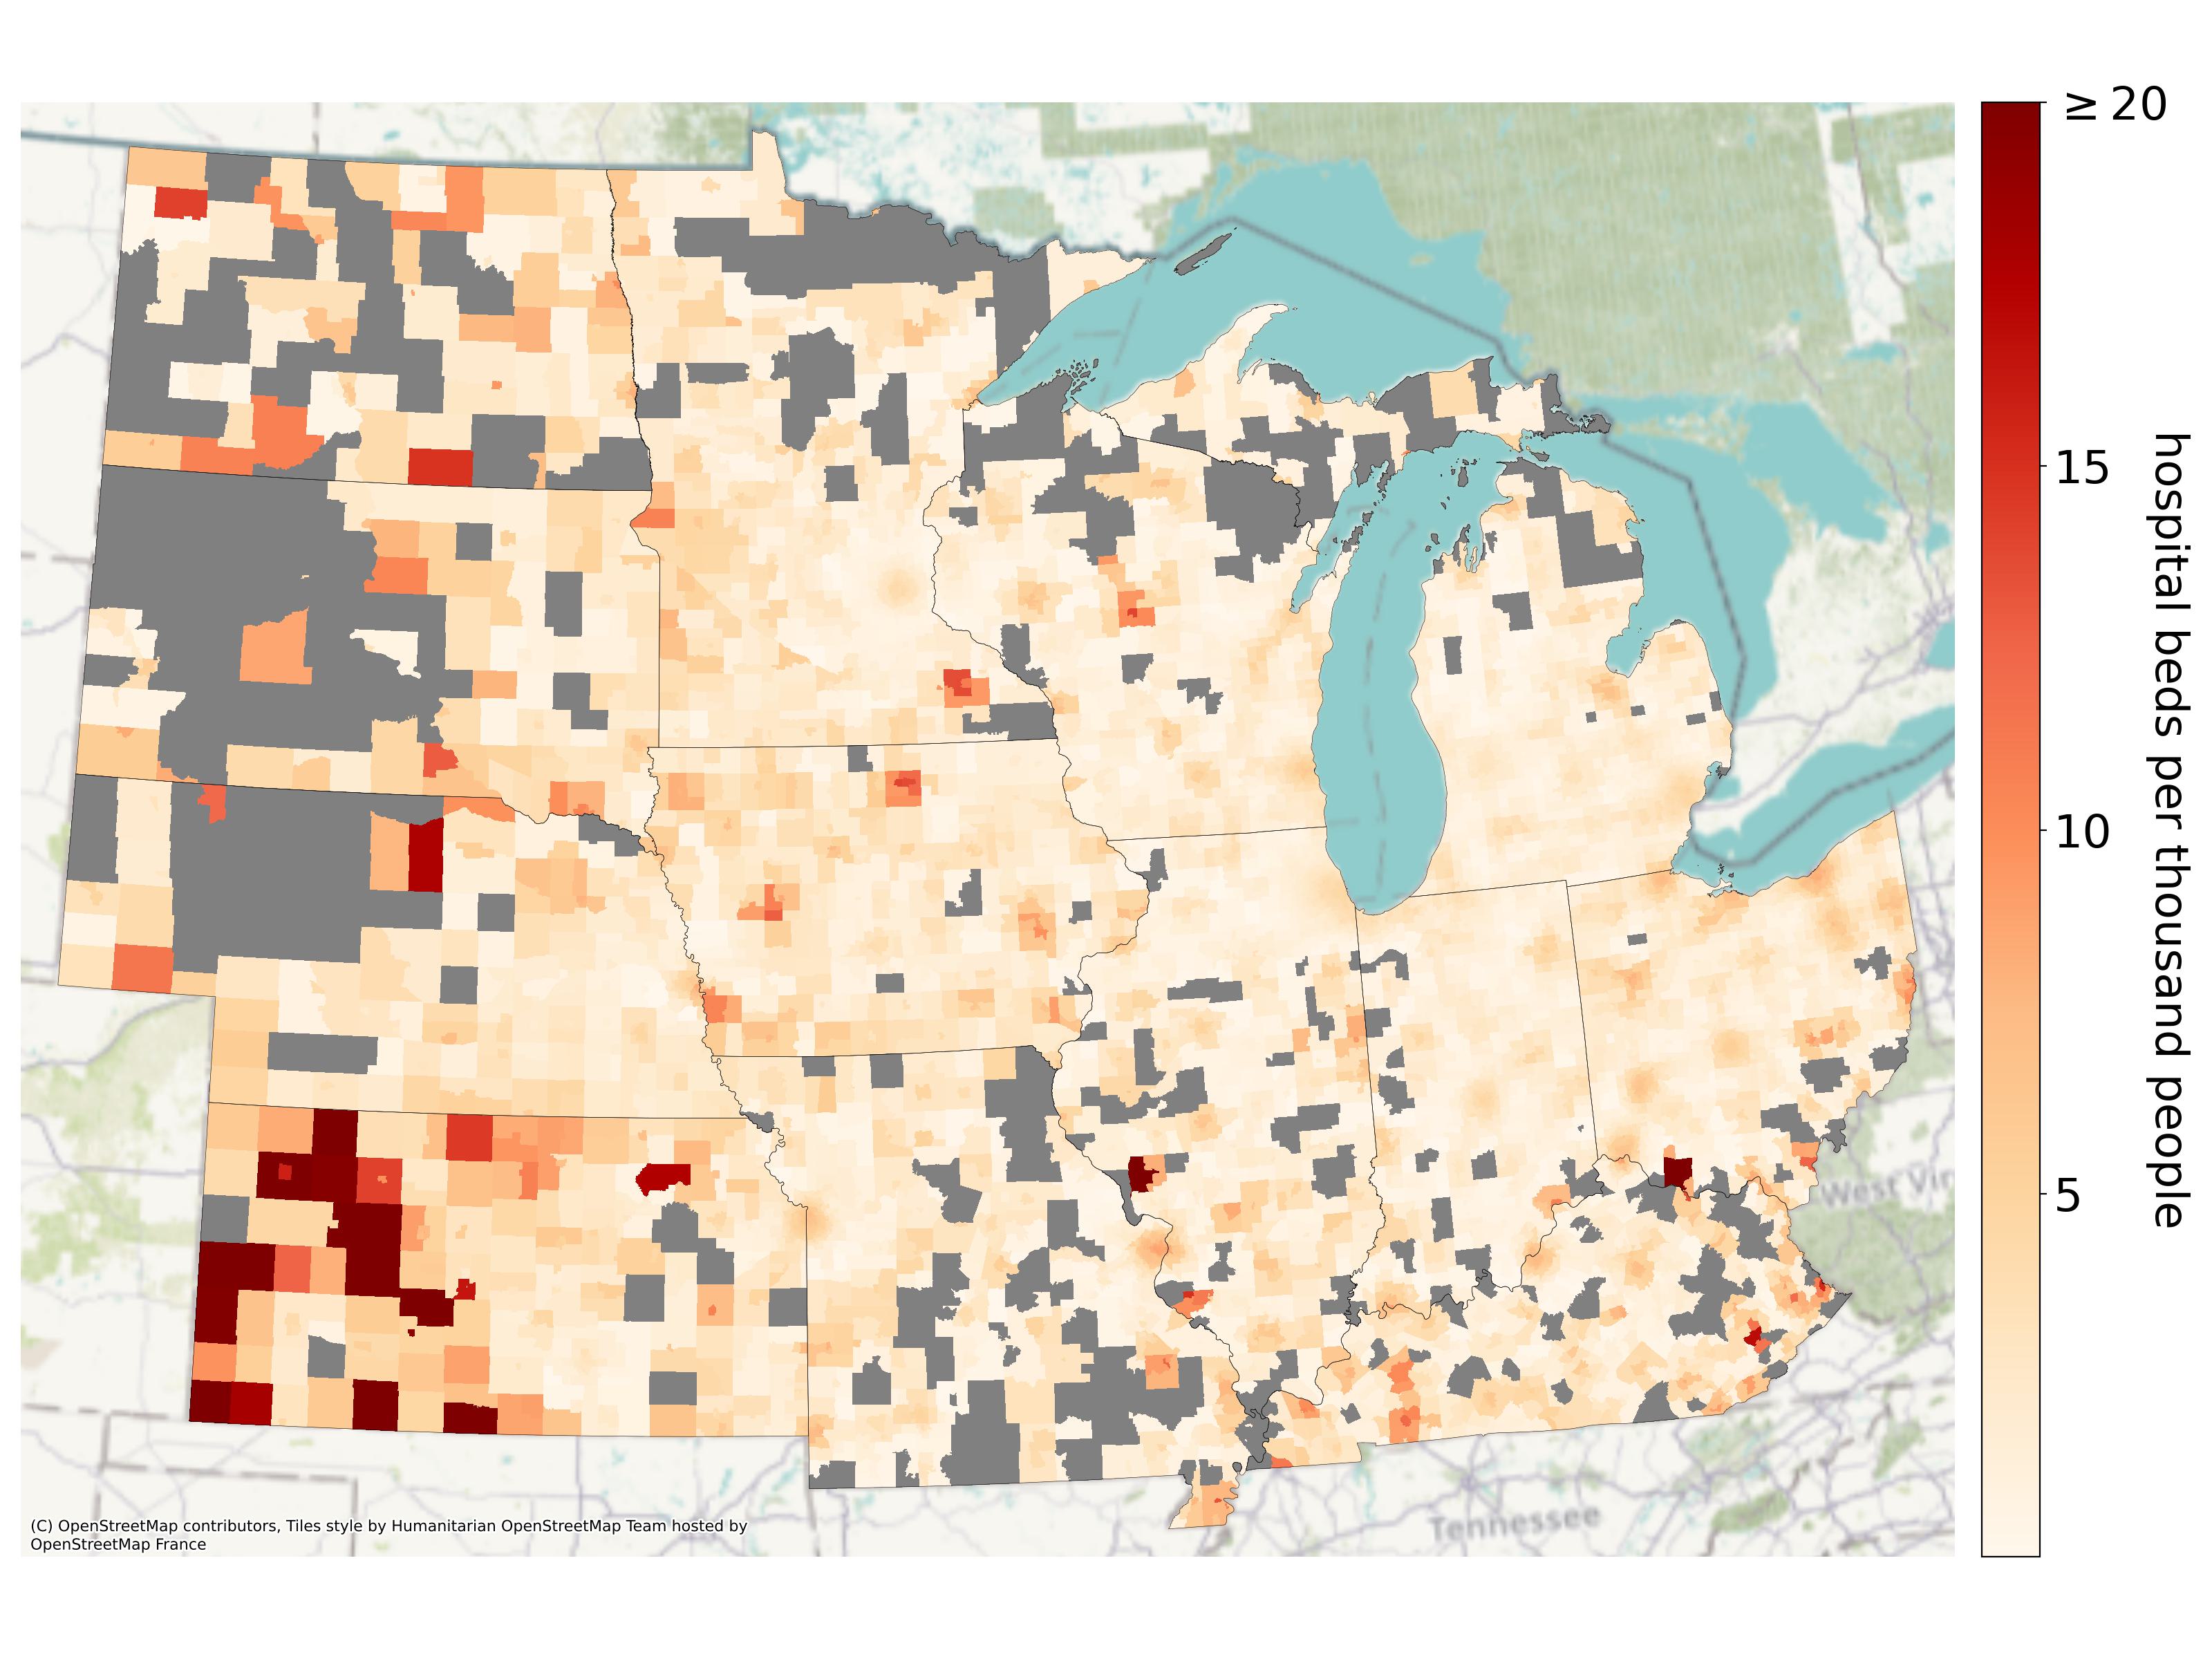 ≥ 20
15
hospital beds per thousand people
10
5
West Vir
Tennessee
(C) OpenStreetMap contributors, Tiles style by Humanitarian OpenStreetMap Team hosted by
OpenStreetMap France